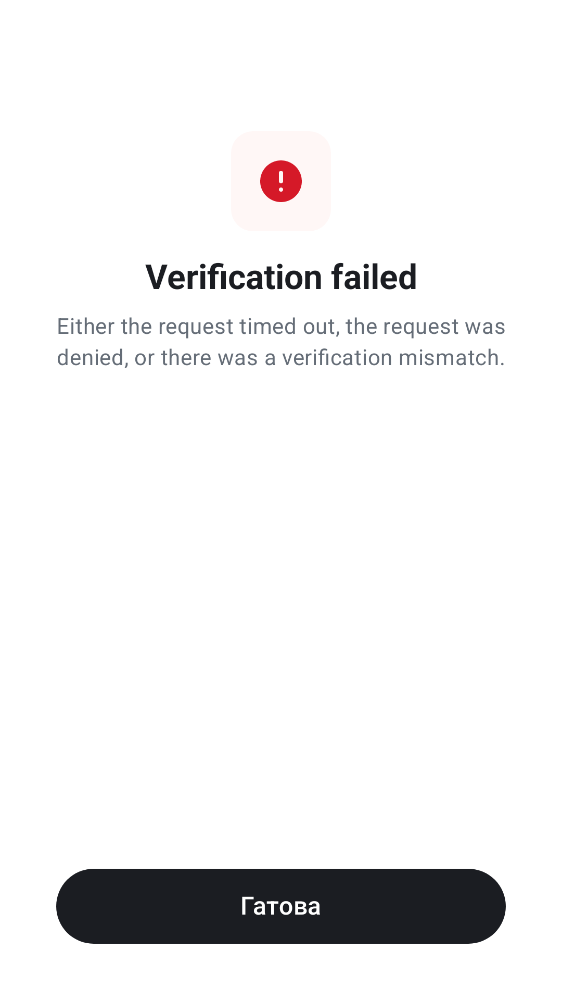 Verification failed
Either the request timed out, the request was
denied, or there was a verification mismatch.
Гатова